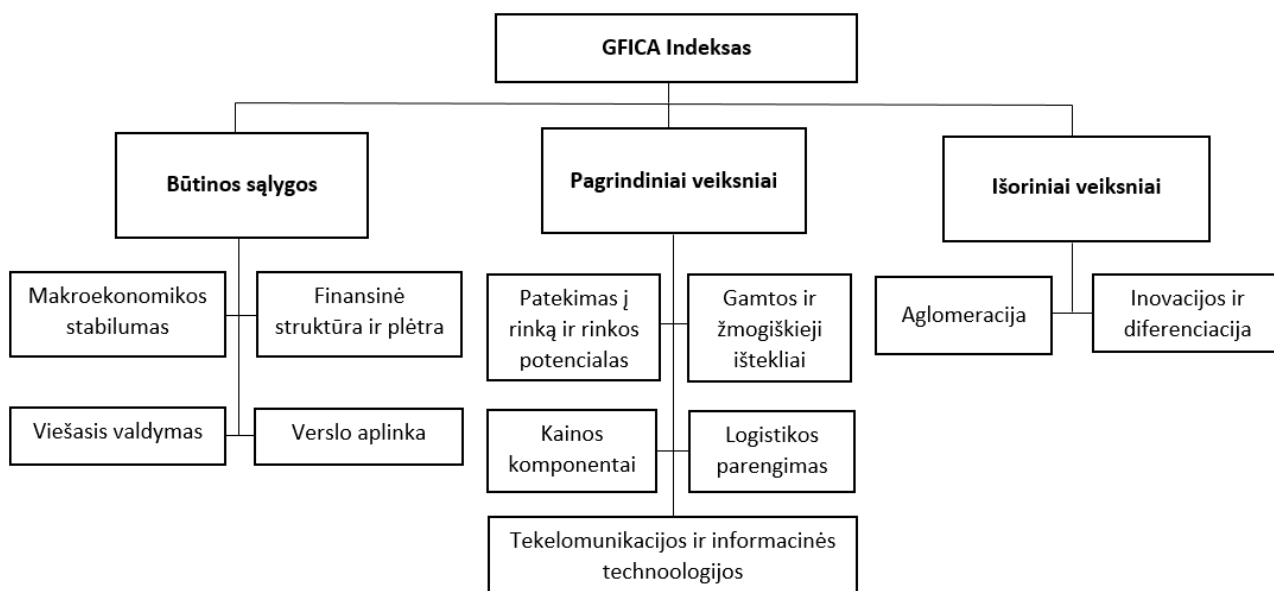 GFICA Indeksas
Būtinos sąlygos
Pagrindiniai veiksniai
Išoriniai veiksniai
Makroekonomikos
stabilumas
Finansinė
struktūra ir plėtra
Viešasis valdymas
Verslo aplinka
Patekimas į
rinką ir rinkos
potencialas
Gamtos ir
žmogiškieji
ištekliai
Kainos
komponentai
Logistikos
parengimas
Tekelomunikacijos ir informacinės
technoologijos
Aglomeracija
Inovacijos ir
diferenciacija